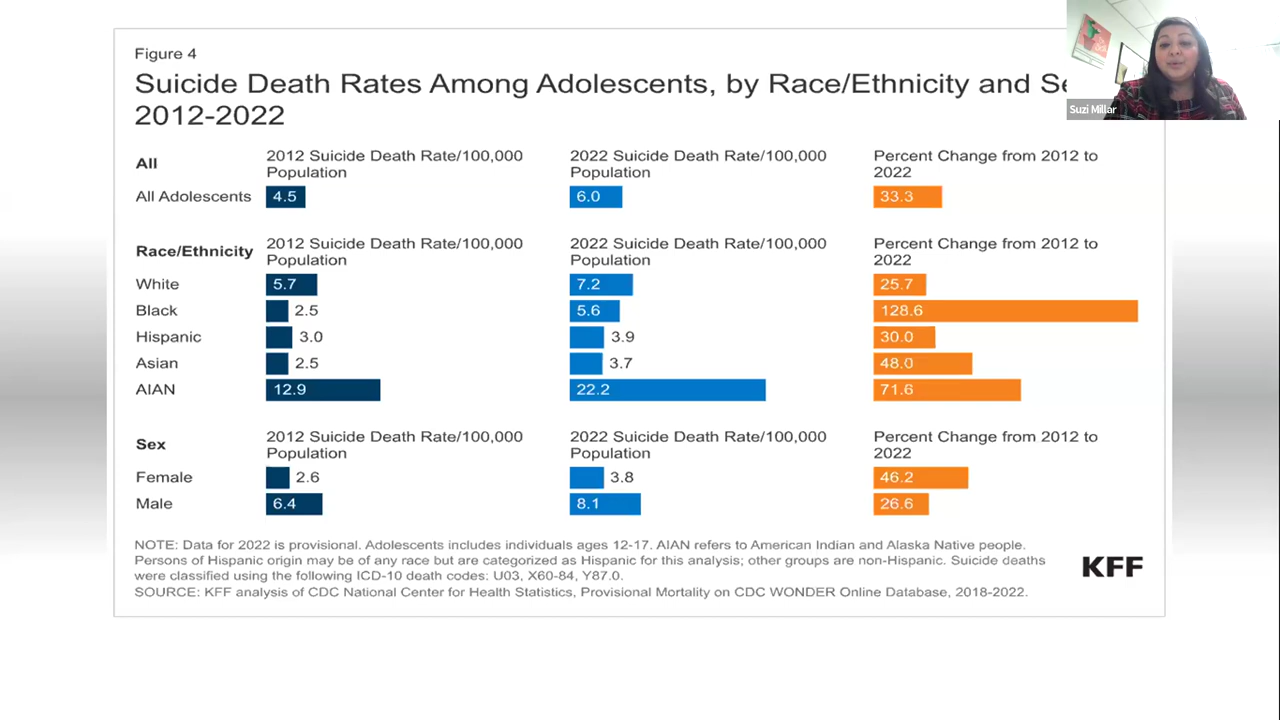 Figure 4
Suicide Death Rates Among Adolescents, by Race/Ethnicity and
2012-2022
Suzi Millar
All
2012 Suicide Death Rate/100,000 Population
2022 Suicide Death Rate/100,000 Population
Percent Change from 2012 to 2022
All Adolescents 4.5 6.0 33.3
Race/Ethnicity
2012 Suicide Death Rate/100,000 Population
2022 Suicide Death Rate/100,000 Population
Percent Change from 2012 to 2022
White 5.7 7.2 25.7
Black 2.5 5.6 128.6
Hispanic 3.0 3.9 30.0
Asian 2.5 3.7 48.0
AIAN 12.9 22.2 71.6
Sex
2012 Suicide Death Rate/100,000 Population
2022 Suicide Death Rate/100,000 Population
Percent Change from 2012 to 2022
Female 2.6 3.8 46.2
Male 6.4 8.1 26.6
NOTE: Data for 2022 is provisional. Adolescents includes individuals ages 12-17. AIAN refers to American Indian and Alaska Native people.
Persons of Hispanic origin may be of any race but are categorized as Hispanic for this analysis; other groups are non-Hispanic. Suicide deaths
were classified using the following ICD-10 death codes: U03, X60-84, Y87.0.
SOURCE: KFF analysis of CDC National Center for Health Statistics, Provisional Mortality on CDC WONDER Online Database, 2018-2022.
KFF